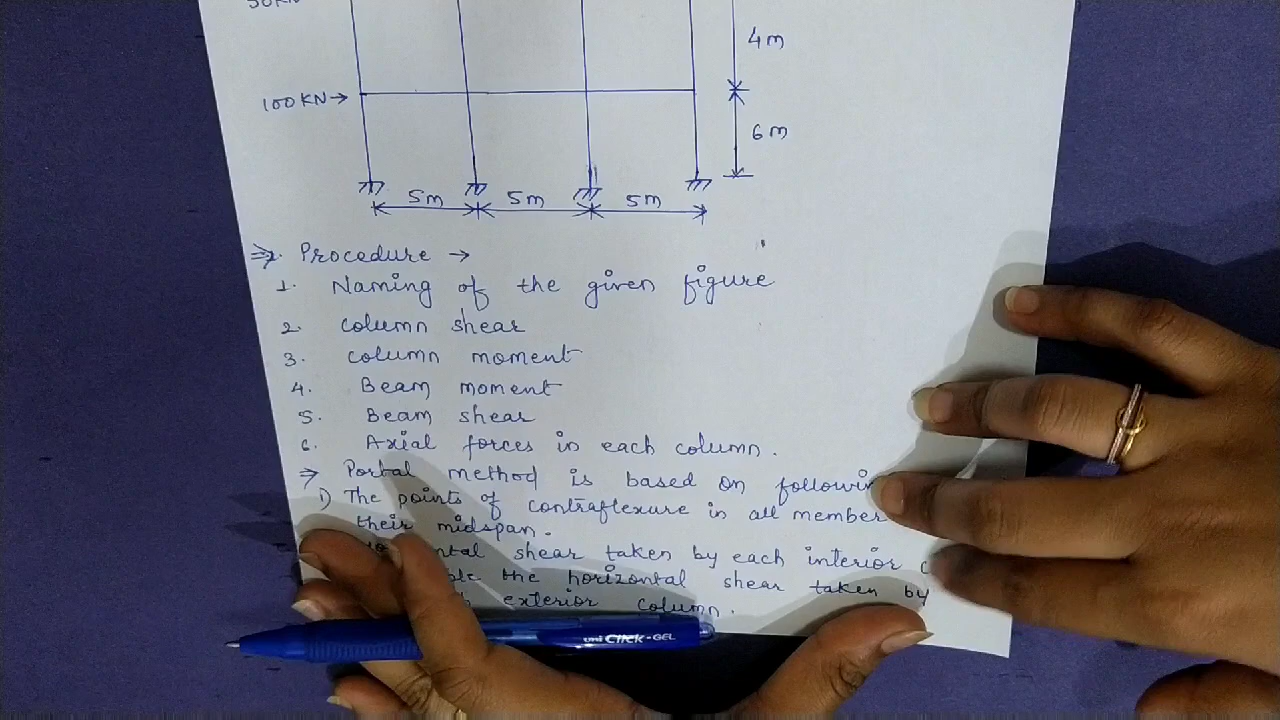 4m
100KN→
6m
5m 5m 5m
⇒ Procedure →
1. Naming of the given figure
2. column shear
3. column moment
4. Beam moment
5. Beam shear
6. Axial forces in each column.
⇒ Portal method is based on
1) The points of contraflexure in all member
their midspan.
shear taken by each interior
the horizontal shear taken by
exterior column.
uni Click-GEL